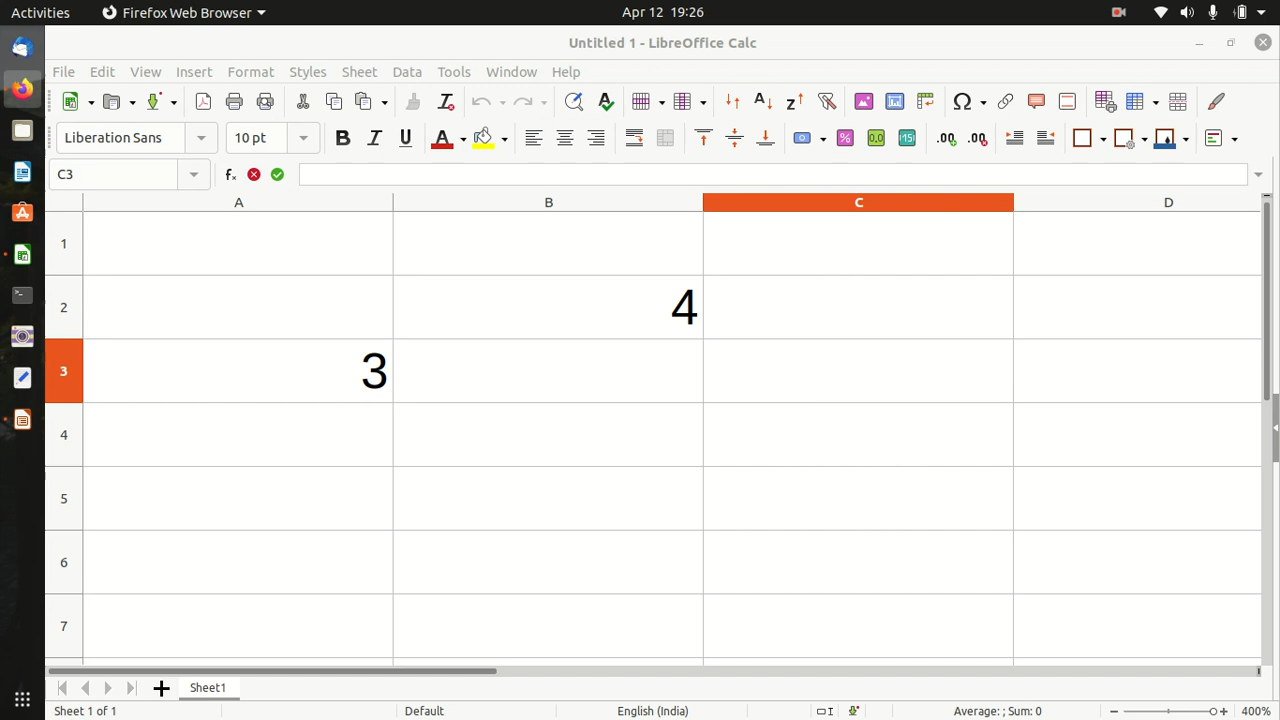 Activities Firefox Web Browser Apr 12 19:26
Untitled 1 - LibreOffice Calc
File Edit View Insert Format Styles Sheet Data Tools Window Help
Liberation Sans 10 pt
C3
A B C D
1
2 4
3 3
4
5
6
7
Sheet1
Sheet 1 of 1 Default English (India) Average: ; Sum: 0 400%